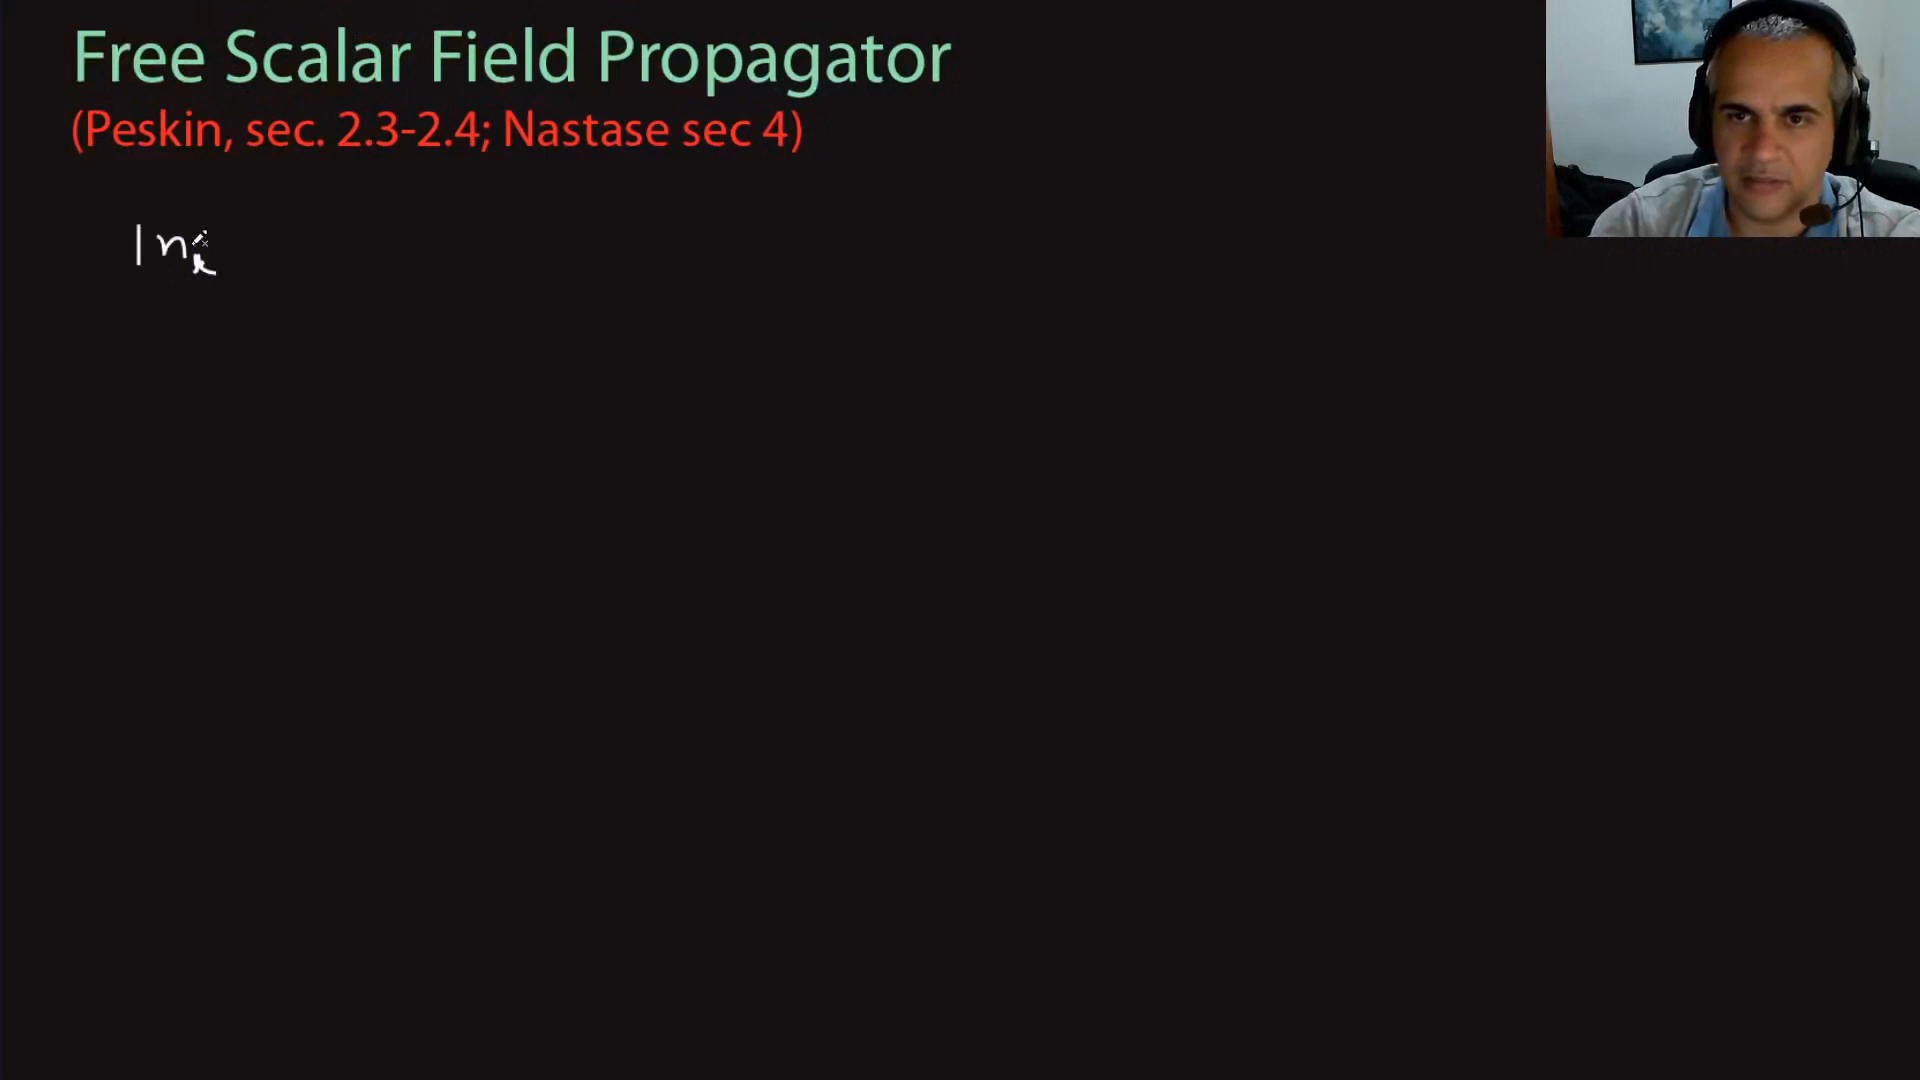 Free Scalar Field Propagator
(Peskin, sec. 2.3-2.4; Nastase sec 4)
|n